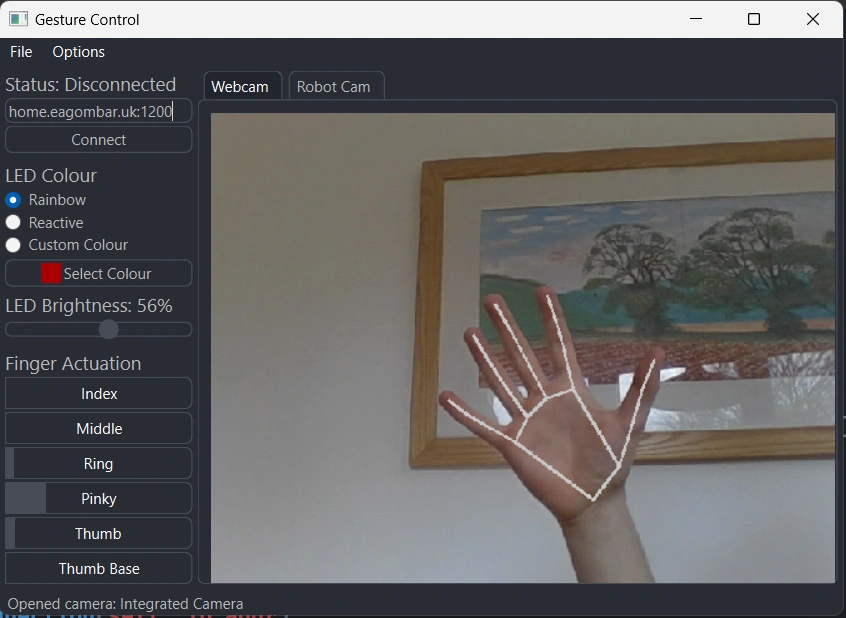 Gesture Control
File Options
Status: Disconnected
home.eagombar.uk:1200
Connect
LED Colour
Rainbow
Reactive
Custom Colour
Select Colour
LED Brightness: 56%
Finger Actuation
Index
Middle
Ring
Pinky
Thumb
Thumb Base
Webcam Robot Cam
Opened camera: Integrated Camera